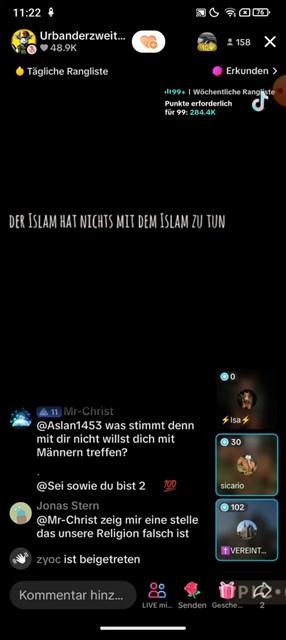 11:22
76
Urbanderzweit...
48.9K
158
Tägliche Rangliste
Erkunden >
99+ | Wöchentliche Rangliste
Punkte erforderlich
für 99: 284.4K
DER ISLAM HAT NICHTS MIT DEM ISLAM ZU TUN
0
⚡Isa⚡
11 Mr-Christ
@Aslan1453 was stimmt denn
mit dir nicht willst dich mit
Männern treffen?
.
@Sei sowie du bist 2 💯
30
sicario
Jonas Stern
@Mr-Christ zeig mir eine stelle
das unsere Religion falsch ist
102
✝️VEREINT...
zyoc ist beigetreten
Kommentar hinz...
LIVE mi...
Senden
Gesche...
2